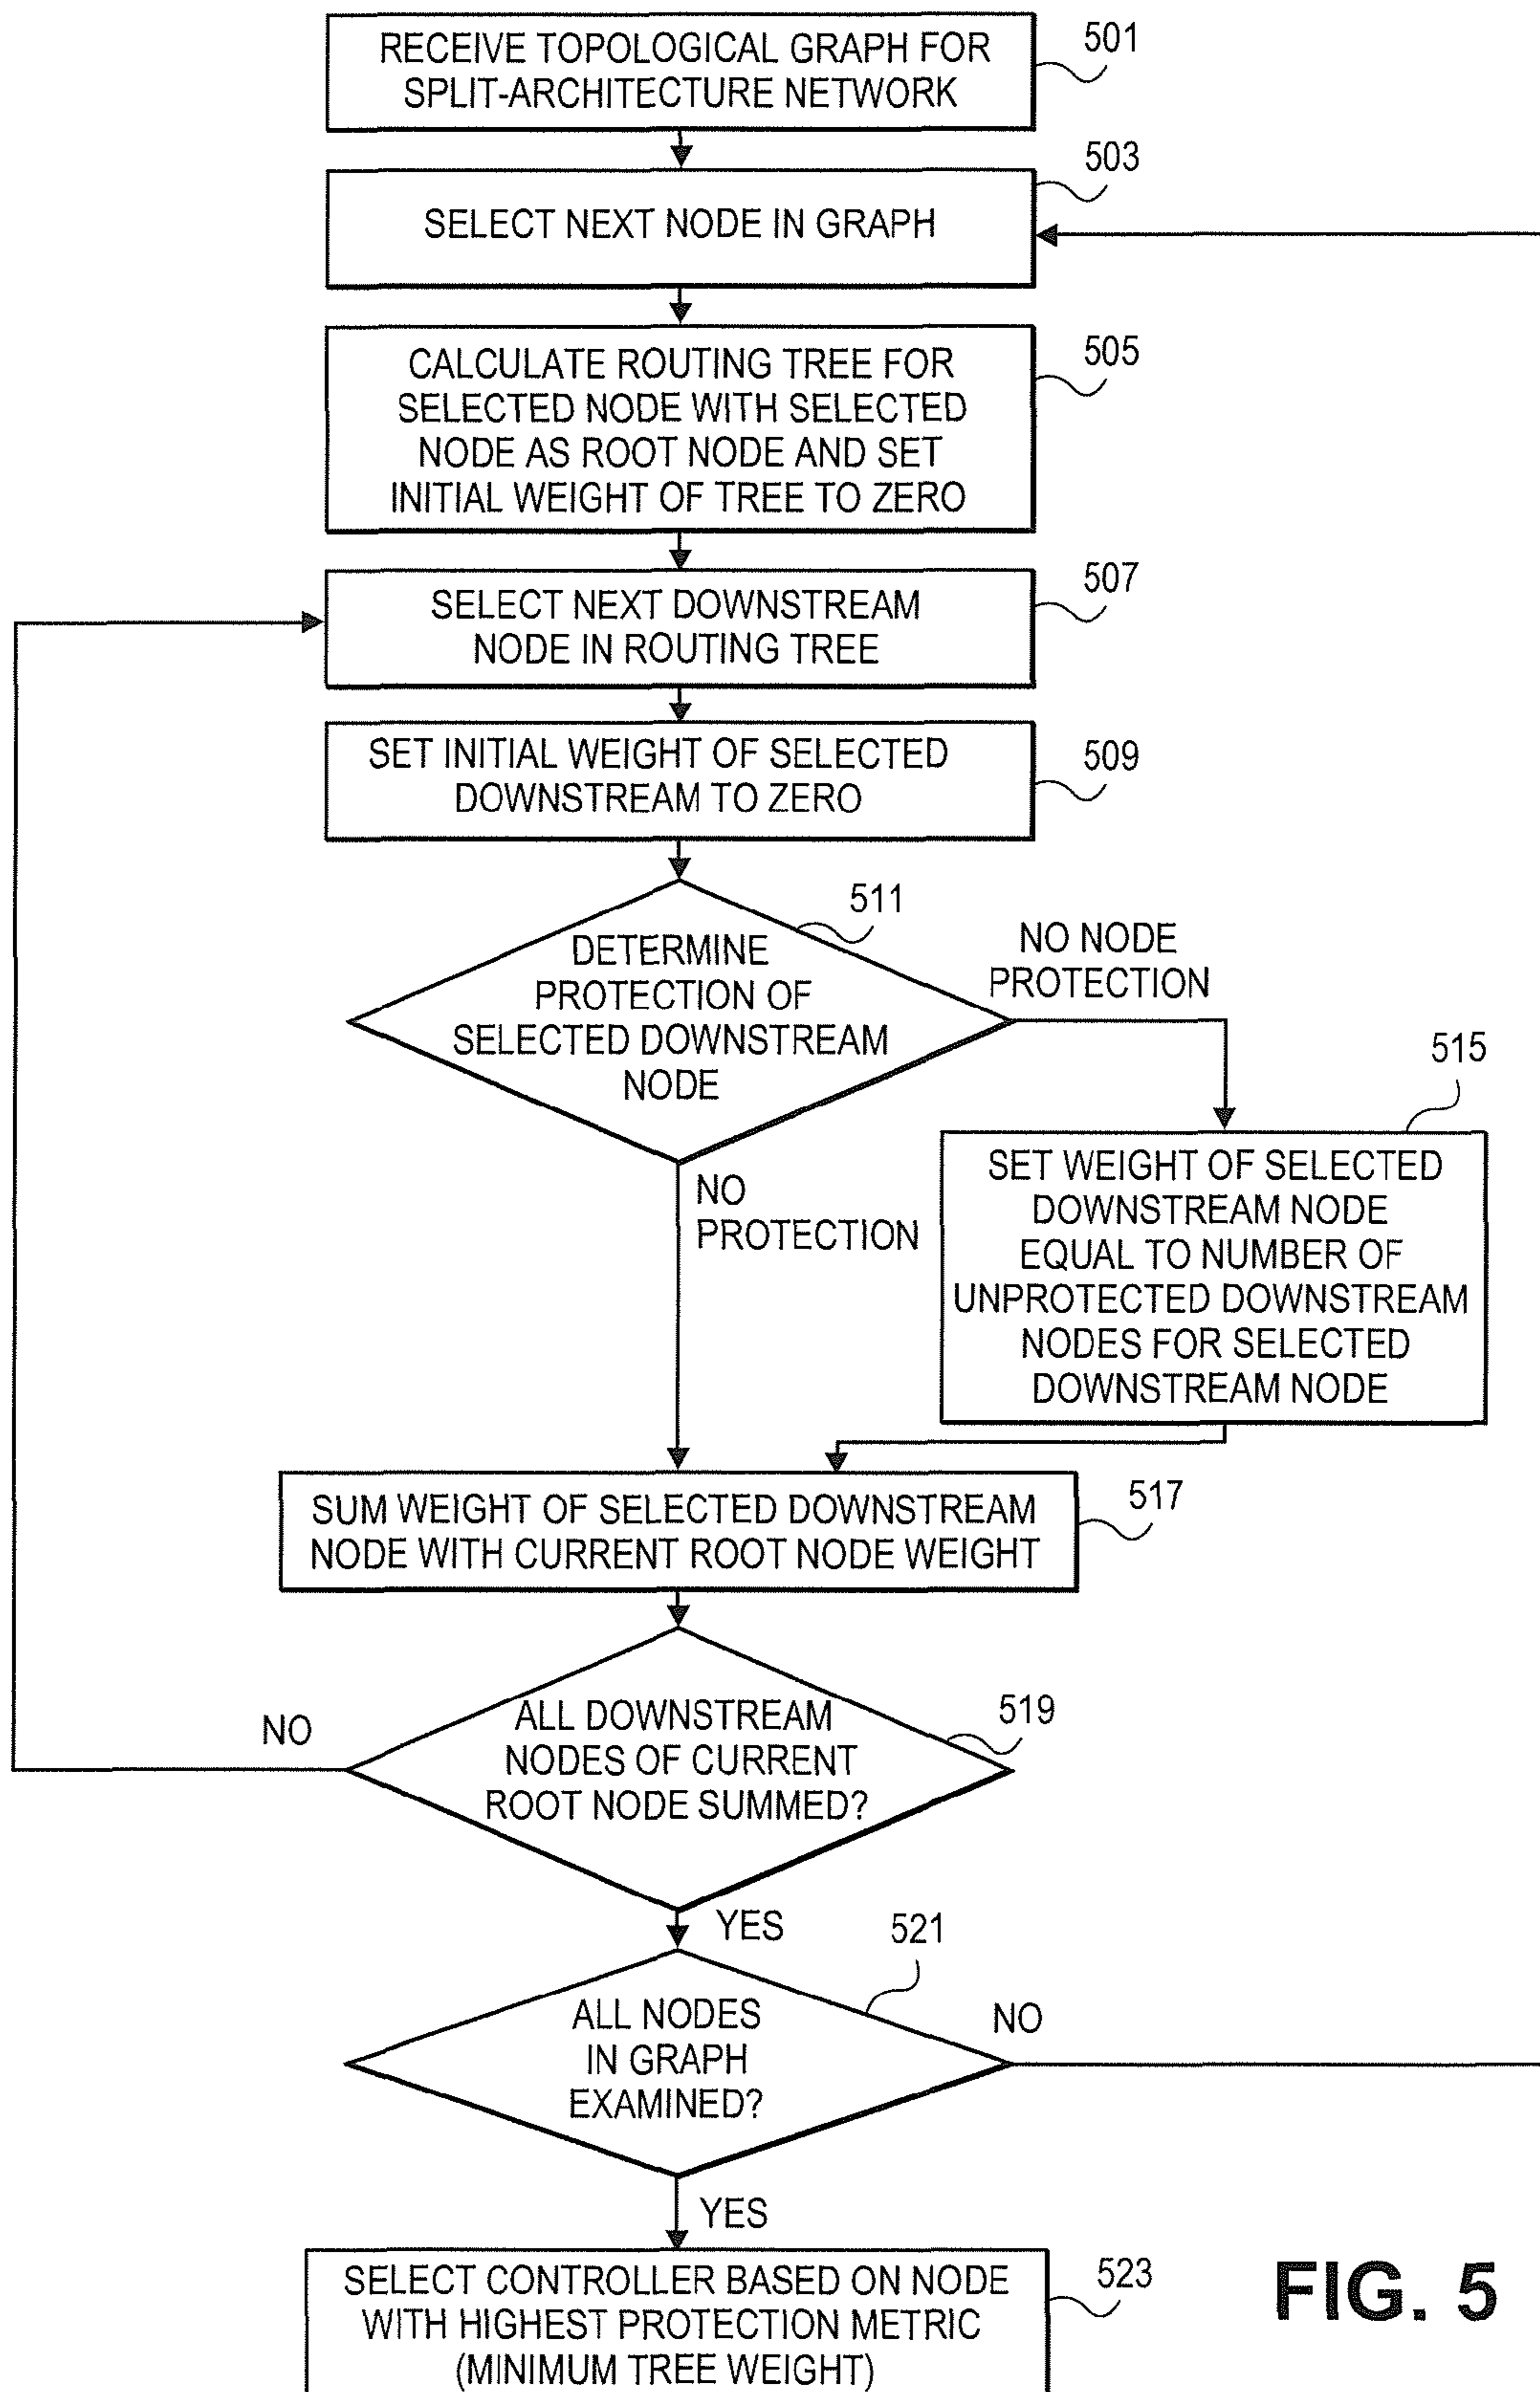 RECEIVE TOPOLOGICAL GRAPH FOR
SPLIT-ARCHITECTURE NETWORK
501
503
SELECT NEXT NODE IN GRAPH
CALCULATE ROUTING TREE FOR
SELECTED NODE WITH SELECTED
NODE AS ROOT NODE AND SET
INITIAL WEIGHT OF TREE TO ZERO
505
SELECT NEXT DOWNSTREAM
NODE IN ROUTING TREE
507
SET INITIAL WEIGHT OF SELECTED
DOWNSTREAM TO ZERO
509
511
DETERMINE
PROTECTION OF
SELECTED DOWNSTREAM
NODE
NO NODE
PROTECTION
515
SET WEIGHT OF SELECTED
DOWNSTREAM NODE
EQUAL TO NUMBER OF
UNPROTECTED DOWNSTREAM
NODES FOR SELECTED
DOWNSTREAM NODE
NO
PROTECTION
SUM WEIGHT OF SELECTED DOWNSTREAM
NODE WITH CURRENT ROOT NODE WEIGHT
517
ALL DOWNSTREAM
NODES OF CURRENT
ROOT NODE SUMMED?
519
NO
YES
521
ALL NODES
IN GRAPH
EXAMINED?
NO
YES
SELECT CONTROLLER BASED ON NODE
WITH HIGHEST PROTECTION METRIC
(MINIMUM TREE WEIGHT)
523
FIG. 5